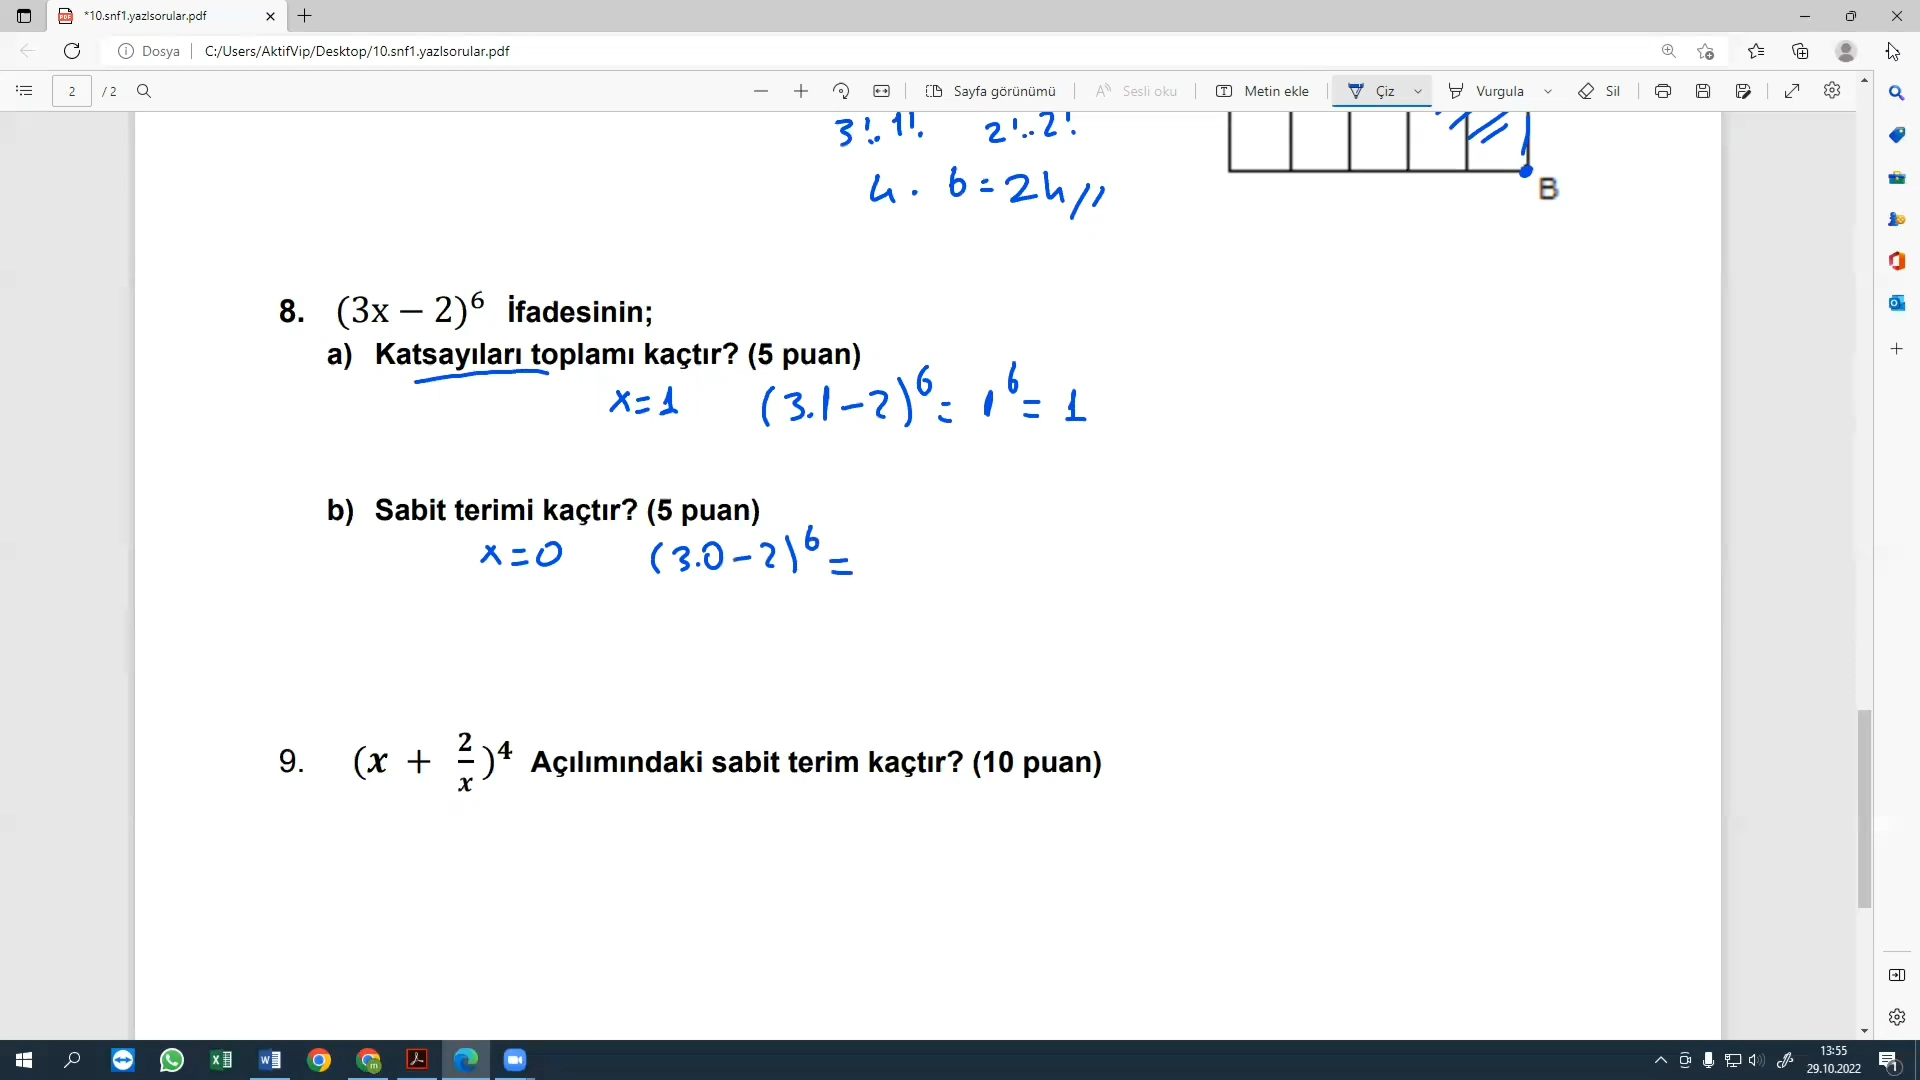 *10.snf1.yazlsorular.pdf
Dosya C:/Users/AktifVip/Desktop/10.snf1.yazlsorular.pdf
2 / 2 Sayfa görünümü Sesli oku Metin ekle Çiz Vurgula Sil
3!.1! 2!.2!
4 . 6 = 24 //
B
8. (3x − 2)⁶ İfadesinin;
a) Katsayıları toplamı kaçtır? (5 puan)
x=1 (3.1−2)⁶ = 1⁶ = 1
b) Sabit terimi kaçtır? (5 puan)
x=0 (3.0−2)⁶ =
9. (x + 2/x)⁴ Açılımındaki sabit terim kaçtır? (10 puan)
13:55
29.10.2022